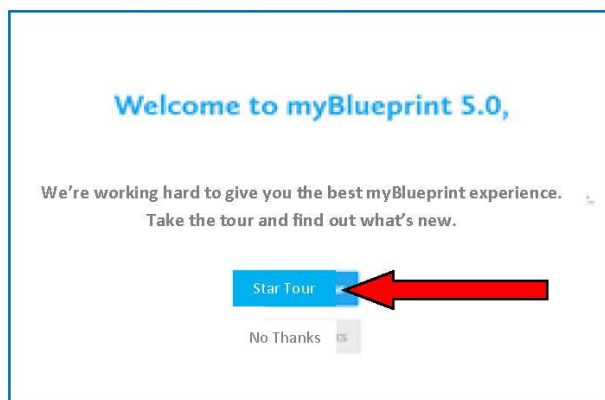 Welcome to myBlueprint 5.0,
We're working hard to give you the best myBlueprint experience.
Take the tour and find out what's new.
Star Tour
No Thanks